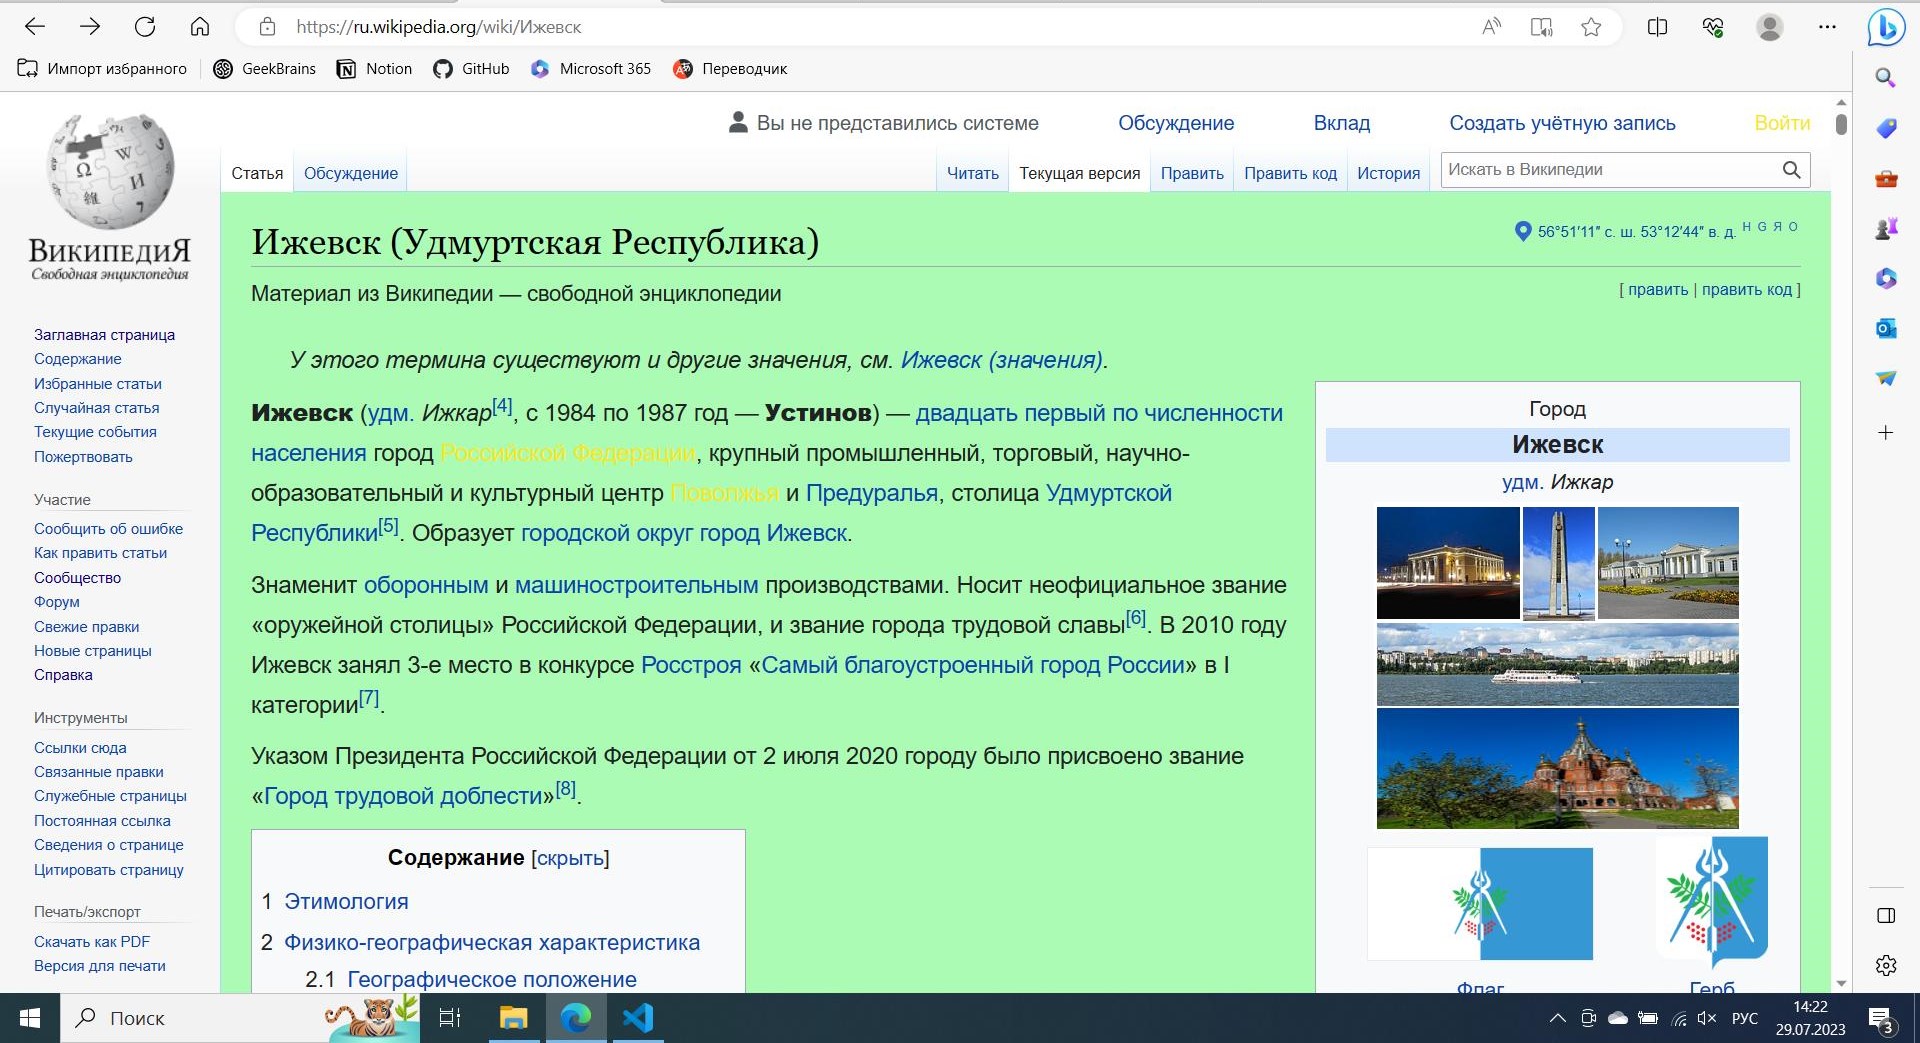 https://ru.wikipedia.org/wiki/Ижевск
Импорт избранного GeekBrains Notion GitHub Microsoft 365 Переводчик
Вы не представились системе Обсуждение Вклад Создать учётную запись Войти
Статья Обсуждение Читать Текущая версия Править Править код История Искать в Википедии
ВикипедиЯ
Свободная энциклопедия
Заглавная страница
Содержание
Избранные статьи
Случайная статья
Текущие события
Пожертвовать
Участие
Сообщить об ошибке
Как править статьи
Сообщество
Форум
Свежие правки
Новые страницы
Справка
Инструменты
Ссылки сюда
Связанные правки
Служебные страницы
Постоянная ссылка
Сведения о странице
Цитировать страницу
Печать/экспорт
Скачать как PDF
Версия для печати
Ижевск (Удмуртская Республика)
56°51′11″ с. ш. 53°12′44″ в. д. H G Я O
Материал из Википедии — свободной энциклопедии
[ править | править код ]
У этого термина существуют и другие значения, см. Ижевск (значения).
Ижевск (удм. Ижкар[4], с 1984 по 1987 год — Устинов) — двадцать первый по численности
населения город Российской Федерации, крупный промышленный, торговый, научно-
образовательный и культурный центр Поволжья и Предуралья, столица Удмуртской
Республики[5]. Образует городской округ город Ижевск.
Знаменит оборонным и машиностроительным производствами. Носит неофициальное звание
«оружейной столицы» Российской Федерации, и звание города трудовой славы[6]. В 2010 году
Ижевск занял 3-е место в конкурсе Росстроя «Самый благоустроенный город России» в I
категории[7].
Указом Президента Российской Федерации от 2 июля 2020 городу было присвоено звание
«Город трудовой доблести»[8].
Содержание [скрыть]
1 Этимология
2 Физико-географическая характеристика
2.1 Географическое положение
Город
Ижевск
удм. Ижкар
Флаг Герб
Поиск
РУС
14:22
29.07.2023
3